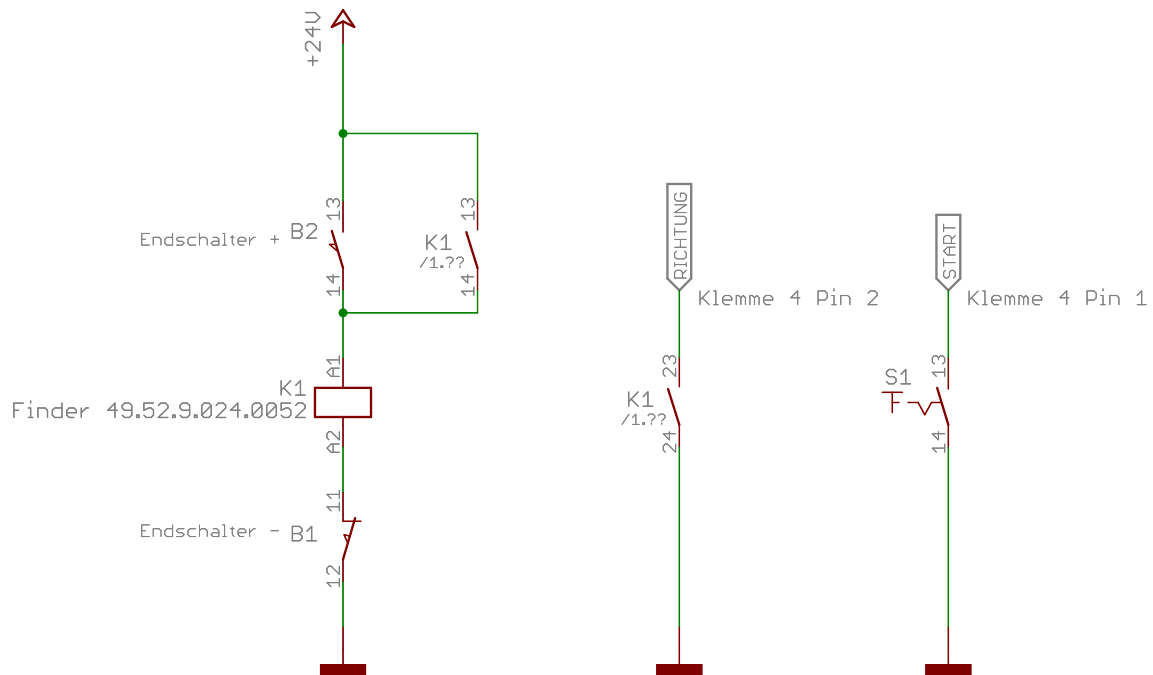 +24V
13
Endschalter + B2
14
13
K1
/1.??
14
A1
K1
Finder 49.52.9.024.0052
A2
11
Endschalter - B1
12
RICHTUNG
Klemme 4 Pin 2
23
K1
/1.??
24
START
Klemme 4 Pin 1
13
S1
14